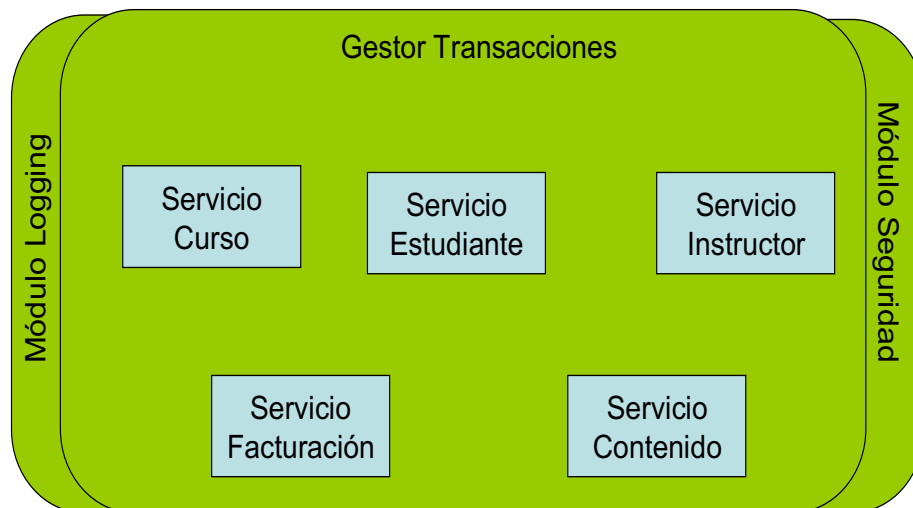 Gestor Transacciones
Módulo Logging
Módulo Seguridad
Servicio
Curso
Servicio
Estudiante
Servicio
Instructor
Servicio
Facturación
Servicio
Contenido